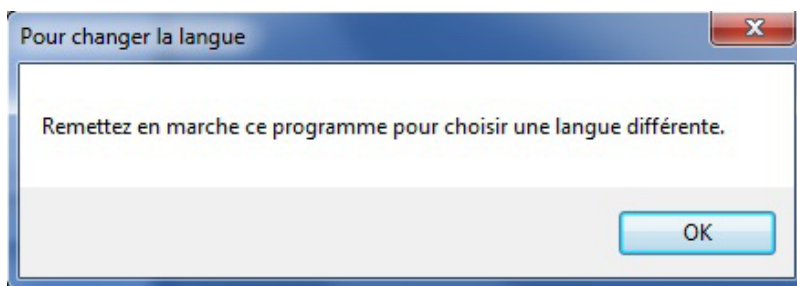 Pour changer la langue
Remettez en marche ce programme pour choisir une langue différente.
OK